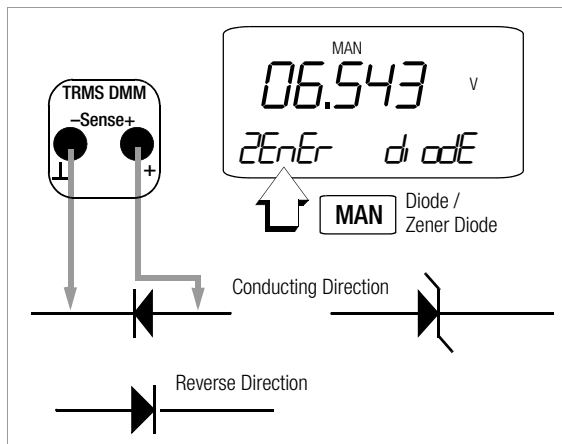 MAN
06.543 V
ZEnEr diodE
TRMS DMM
–Sense+
⊥ +
MAN
Diode /
Zener Diode
Conducting Direction
Reverse Direction